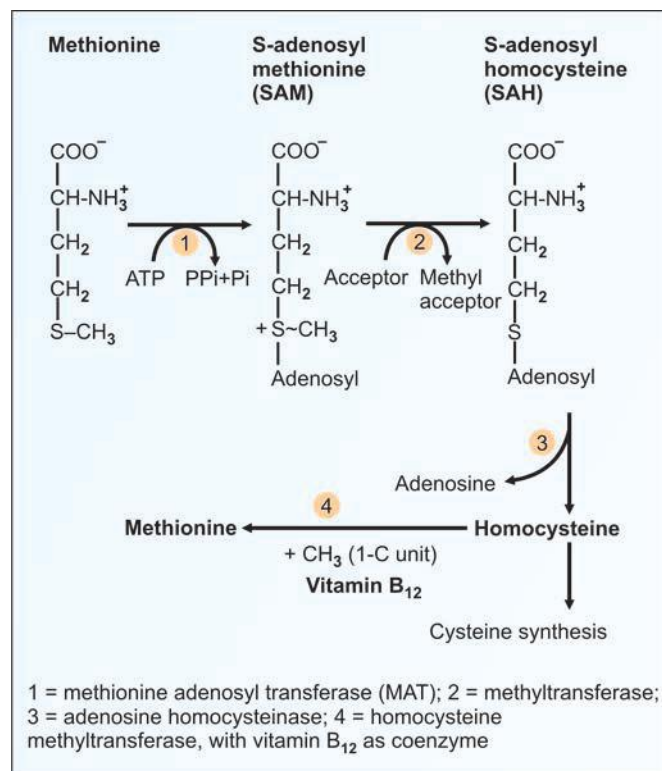 Methionine
S-adenosyl
methionine
(SAM)
S-adenosyl
homocysteine
(SAH)
COO⁻
CH-NH₃⁺
CH₂
CH₂
S–CH₃
1
ATP
PPi+Pi
COO⁻
CH-NH₃⁺
CH₂
CH₂
+S~CH₃
Adenosyl
2
Acceptor
Methyl
acceptor
COO⁻
CH-NH₃⁺
CH₂
CH₂
S
Adenosyl
3
Adenosine
Methionine
4
Homocysteine
+ CH₃ (1-C unit)
Vitamin B₁₂
Cysteine synthesis
1 = methionine adenosyl transferase (MAT); 2 = methyltransferase;
3 = adenosine homocysteinase; 4 = homocysteine
methyltransferase, with vitamin B₁₂ as coenzyme